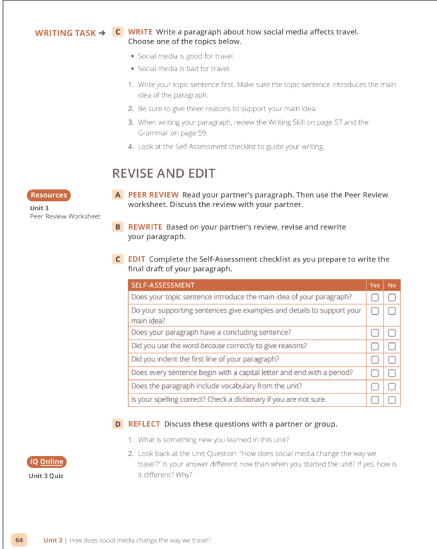 WRITING TASK → C WRITE Write a paragraph about how social media affects travel.
Choose one of the topics below.
• Social media is good for travel.
• Social media is bad for travel.
1. Write your topic sentence first. Make sure the topic sentence introduces the main
idea of the paragraph.
2. Be sure to give three reasons to support your main idea.
3. When writing your paragraph, review the Writing Skill on page 57 and the
Grammar on page 59.
4. Look at the Self-Assessment checklist to guide your writing.
REVISE AND EDIT
Resources
Unit 3
Peer Review Worksheet
A PEER REVIEW Read your partner's paragraph. Then use the Peer Review
worksheet. Discuss the review with your partner.
B REWRITE Based on your partner's review, revise and rewrite
your paragraph.
C EDIT Complete the Self-Assessment checklist as you prepare to write the
final draft of your paragraph.
SELF-ASSESSMENT Yes No
Does your topic sentence introduce the main idea of your paragraph?
Do your supporting sentences give examples and details to support your
main idea?
Does your paragraph have a concluding sentence?
Did you use the word because correctly to give reasons?
Did you indent the first line of your paragraph?
Does every sentence begin with a capital letter and end with a period?
Does the paragraph include vocabulary from the unit?
Is your spelling correct? Check a dictionary if you are not sure.
D REFLECT Discuss these questions with a partner or group.
1. What is something new you learned in this unit?
2. Look back at the Unit Question: "How does social media change the way we
travel?" Is your answer different now than when you started the unit? If yes, how is
it different? Why?
iQ Online
Unit 3 Quiz
64 Unit 3 | How does social media change the way we travel?